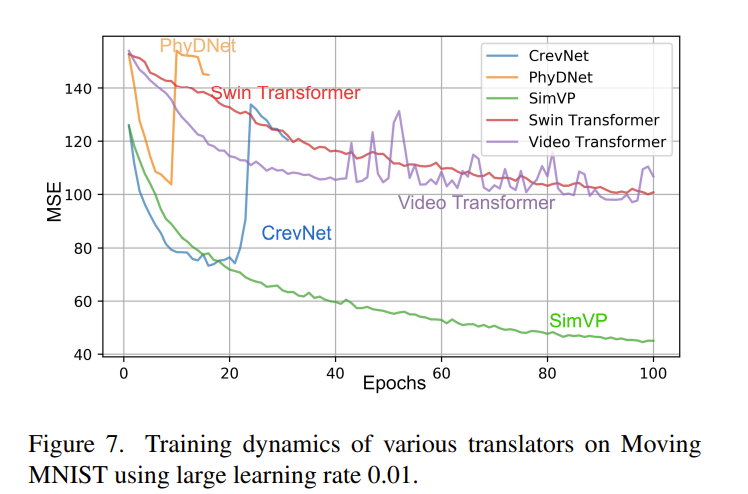 PhyDNet
Swin Transformer
CrevNet
Video Transformer
SimVP
CrevNet
PhyDNet
SimVP
Swin Transformer
Video Transformer
MSE
140
120
100
80
60
40
0 20 40 60 80 100
Epochs
Figure 7. Training dynamics of various translators on Moving
MNIST using large learning rate 0.01.